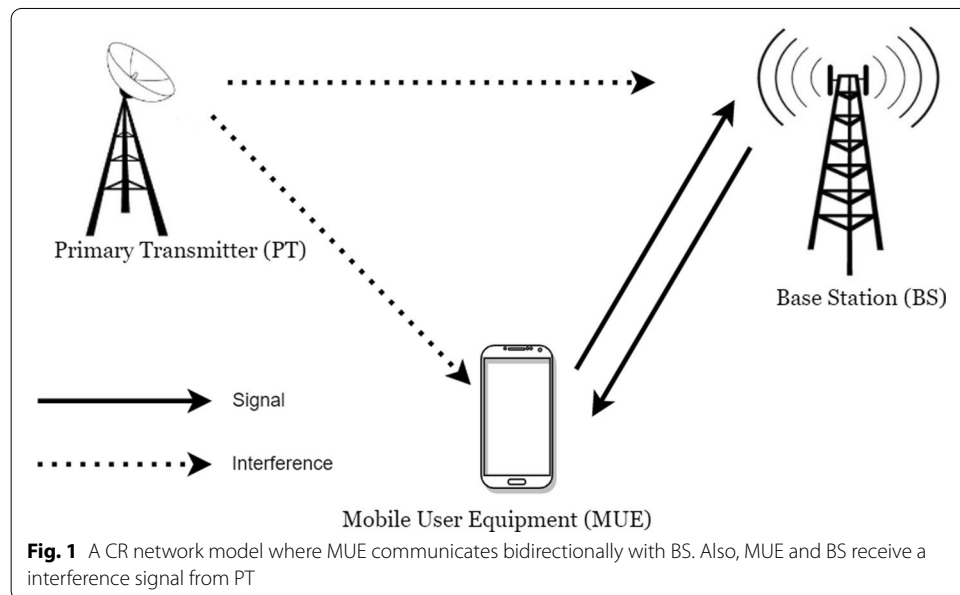 Primary Transmitter (PT)
Base Station (BS)
Signal
Interference
Mobile User Equipment (MUE)
Fig. 1 A CR network model where MUE communicates bidirectionally with BS. Also, MUE and BS receive a
interference signal from PT